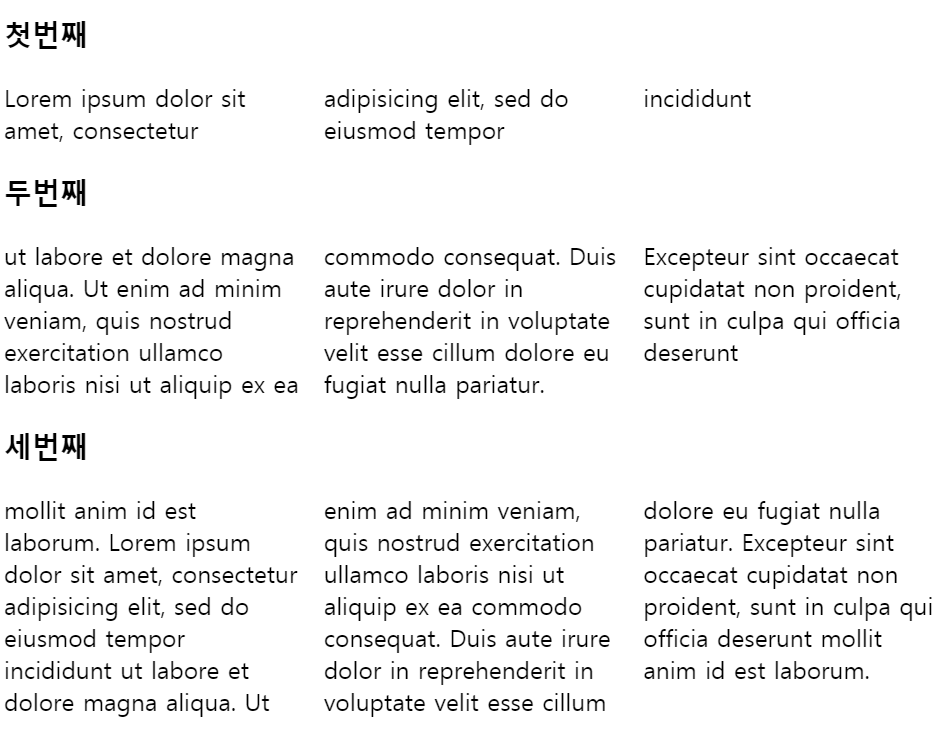 첫번째
Lorem ipsum dolor sit
amet, consectetur
adipisicing elit, sed do
eiusmod tempor
incididunt
두번째
ut labore et dolore magna
aliqua. Ut enim ad minim
veniam, quis nostrud
exercitation ullamco
laboris nisi ut aliquip ex ea
commodo consequat. Duis
aute irure dolor in
reprehenderit in voluptate
velit esse cillum dolore eu
fugiat nulla pariatur.
Excepteur sint occaecat
cupidatat non proident,
sunt in culpa qui officia
deserunt
세번째
mollit anim id est
laborum. Lorem ipsum
dolor sit amet, consectetur
adipisicing elit, sed do
eiusmod tempor
incididunt ut labore et
dolore magna aliqua. Ut
enim ad minim veniam,
quis nostrud exercitation
ullamco laboris nisi ut
aliquip ex ea commodo
consequat. Duis aute irure
dolor in reprehenderit in
voluptate velit esse cillum
dolore eu fugiat nulla
pariatur. Excepteur sint
occaecat cupidatat non
proident, sunt in culpa qui
officia deserunt mollit
anim id est laborum.